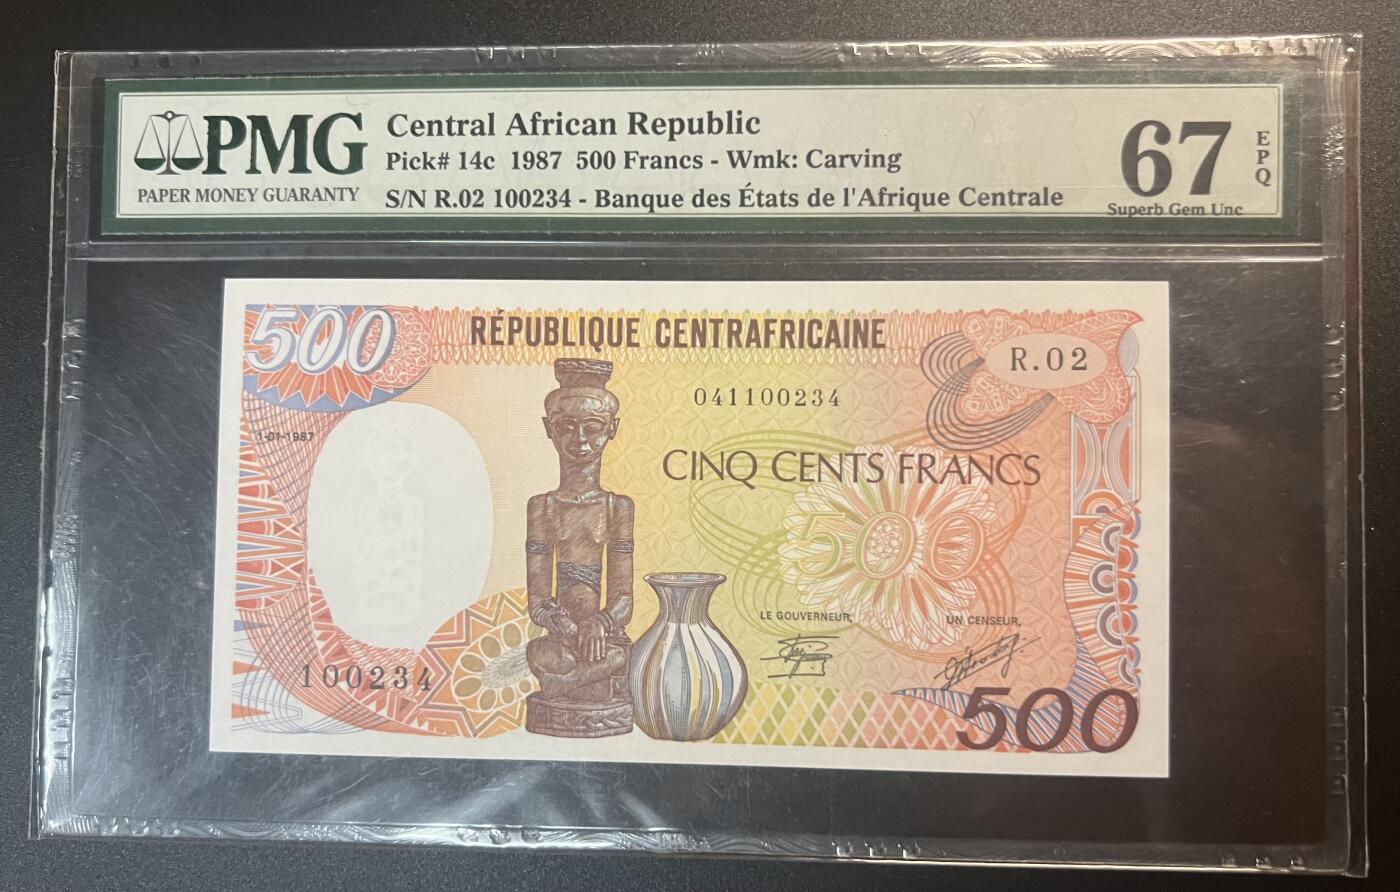 PMG
PAPER MONEY GUARANTY
Central African Republic
Pick# 14c 1987 500 Francs - Wmk: Carving
S/N R.02 100234 - Banque des États de l'Afrique Centrale
67
EPQ
Superb Gem Unc
500
RÉPUBLIQUE CENTRAFRICAINE
R.02
041100234
1-01-1987
CINQ CENTS FRANCS
500
LE GOUVERNEUR,
UN CENSEUR,
100234
500